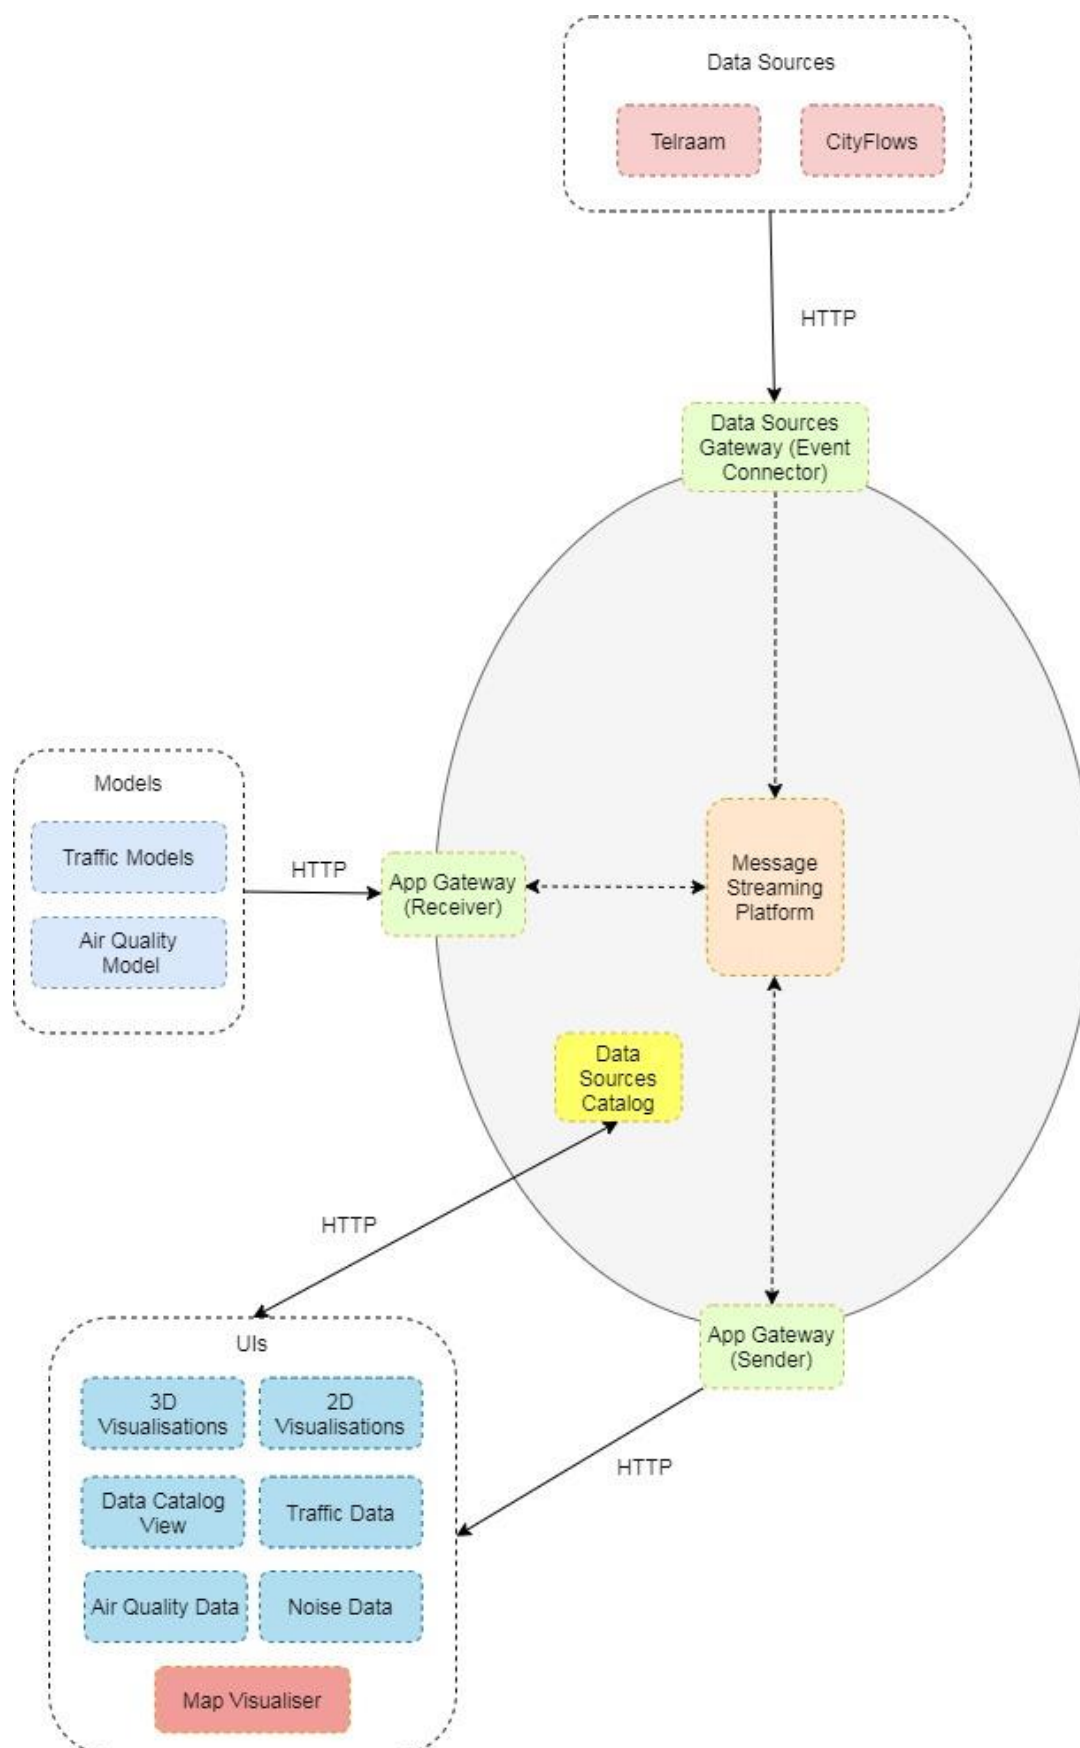 Data Sources
Telraam
CityFlows
HTTP
Data Sources
Gateway (Event
Connector)
Models
Traffic Models
Air Quality
Model
HTTP
App Gateway
(Receiver)
Message
Streaming
Platform
Data
Sources
Catalog
HTTP
UIs
3D
Visualisations
2D
Visualisations
Data Catalog
View
Traffic Data
Air Quality Data
Noise Data
Map Visualiser
App Gateway
(Sender)
HTTP